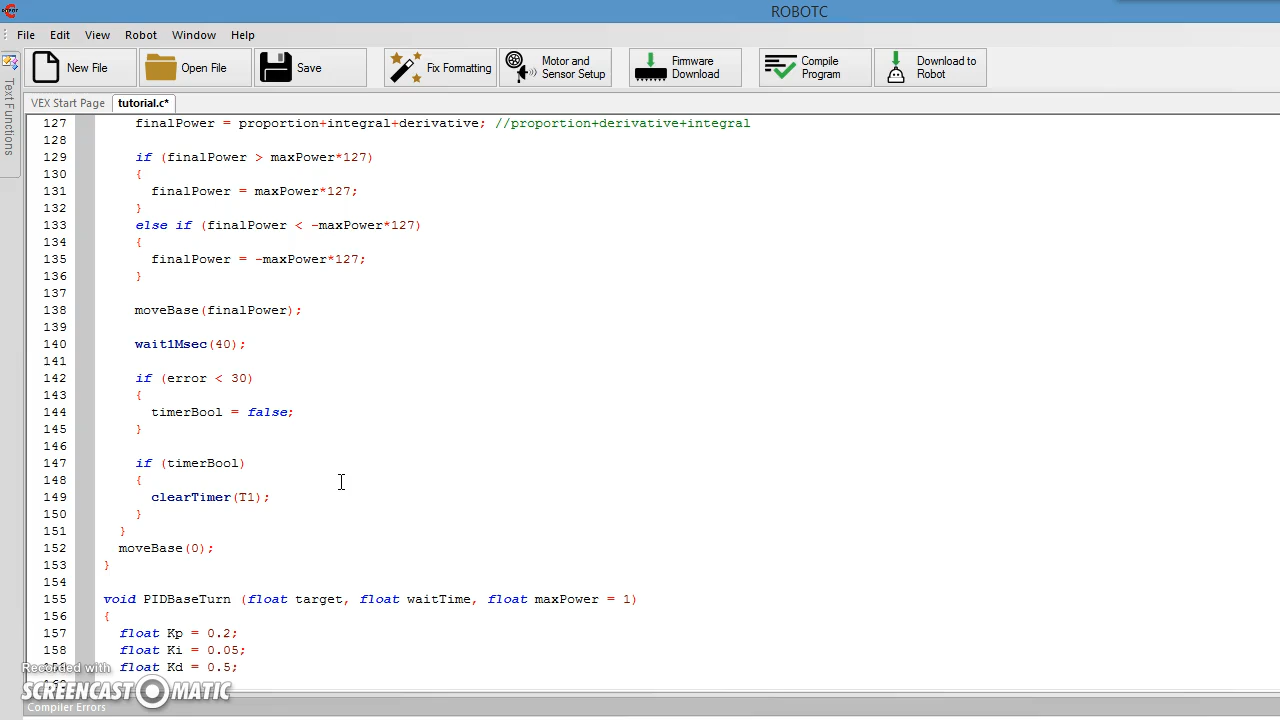 ROBOTC
File Edit View Robot Window Help
New File Open File Save Fix Formatting Motor and Sensor Setup Firmware Download Compile Program Download to Robot
Text Functions
VEX Start Page tutorial.c*
127 finalPower = proportion+integral+derivative; //proportion+derivative+integral
128
129 if (finalPower > maxPower*127)
130 {
131 finalPower = maxPower*127;
132 }
133 else if (finalPower < -maxPower*127)
134 {
135 finalPower = -maxPower*127;
136 }
137
138 moveBase(finalPower);
139
140 wait1Msec(40);
141
142 if (error < 30)
143 {
144 timerBool = false;
145 }
146
147 if (timerBool)
148 {
149 clearTimer(T1);
150 }
151 }
152 moveBase(0);
153 }
154
155 void PIDBaseTurn (float target, float waitTime, float maxPower = 1)
156 {
157 float Kp = 0.2;
158 float Ki = 0.05;
159 float Kd = 0.5;
Recorded with
SCREENCAST-O-MATIC
Compiler Errors